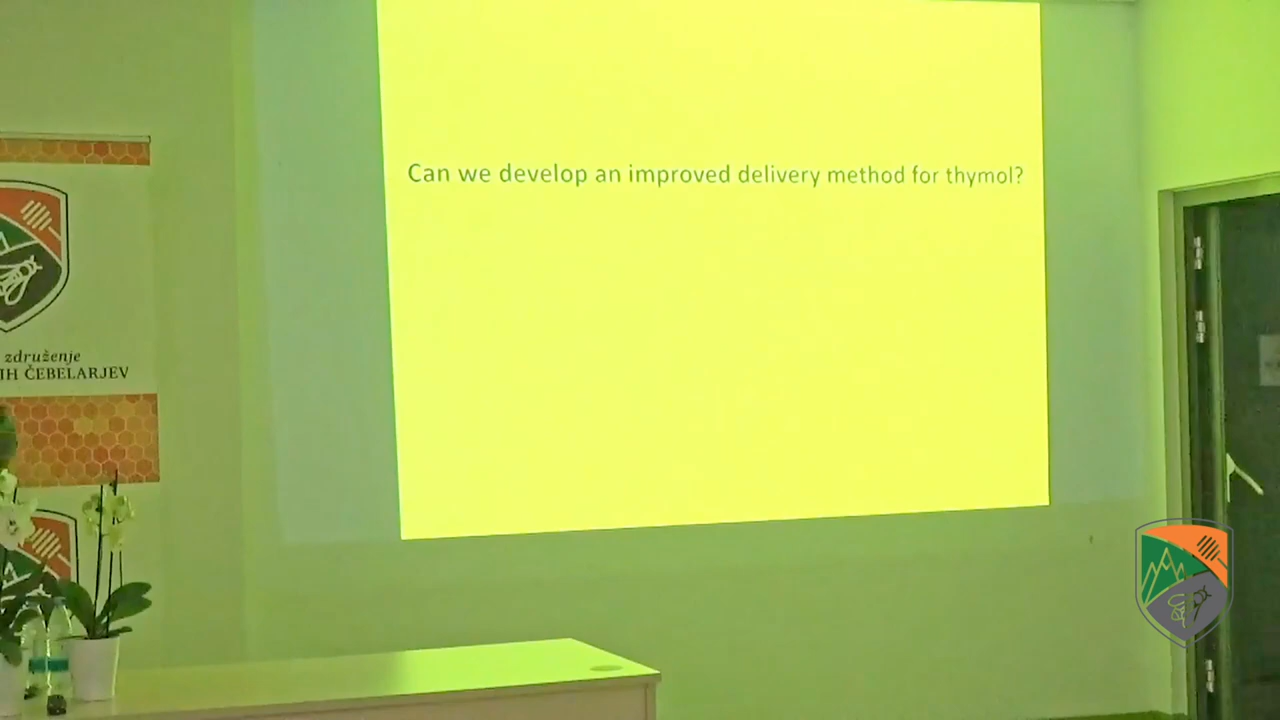 Can we develop an improved delivery method for thymol?
združenje
IH ČEBELARJEV